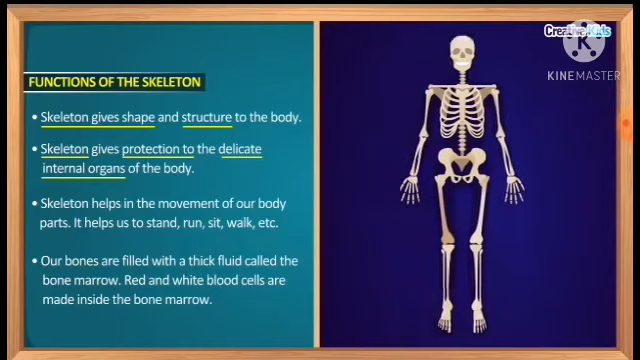 Creative Kids
K
KINEMASTER
FUNCTIONS OF THE SKELETON
• Skeleton gives shape and structure to the body.
• Skeleton gives protection to the delicate
internal organs of the body.
• Skeleton helps in the movement of our body
parts. It helps us to stand, run, sit, walk, etc.
• Our bones are filled with a thick fluid called the
bone marrow. Red and white blood cells are
made inside the bone marrow.